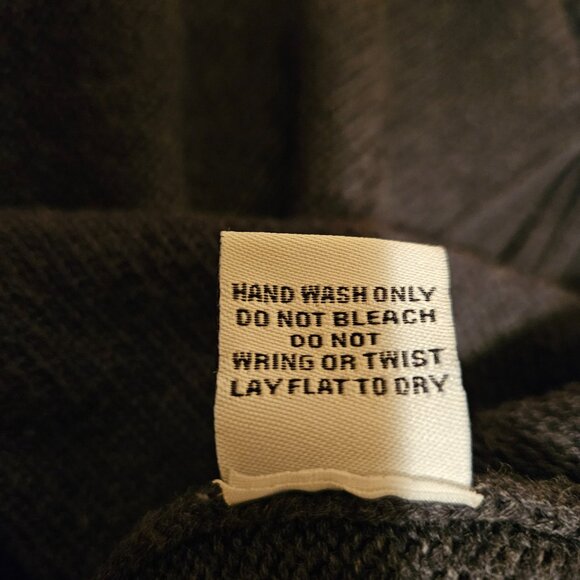 HAND WASH ONLY
DO NOT BLEACH
DO NOT
WRING OR TWIST
LAY FLAT TO DRY